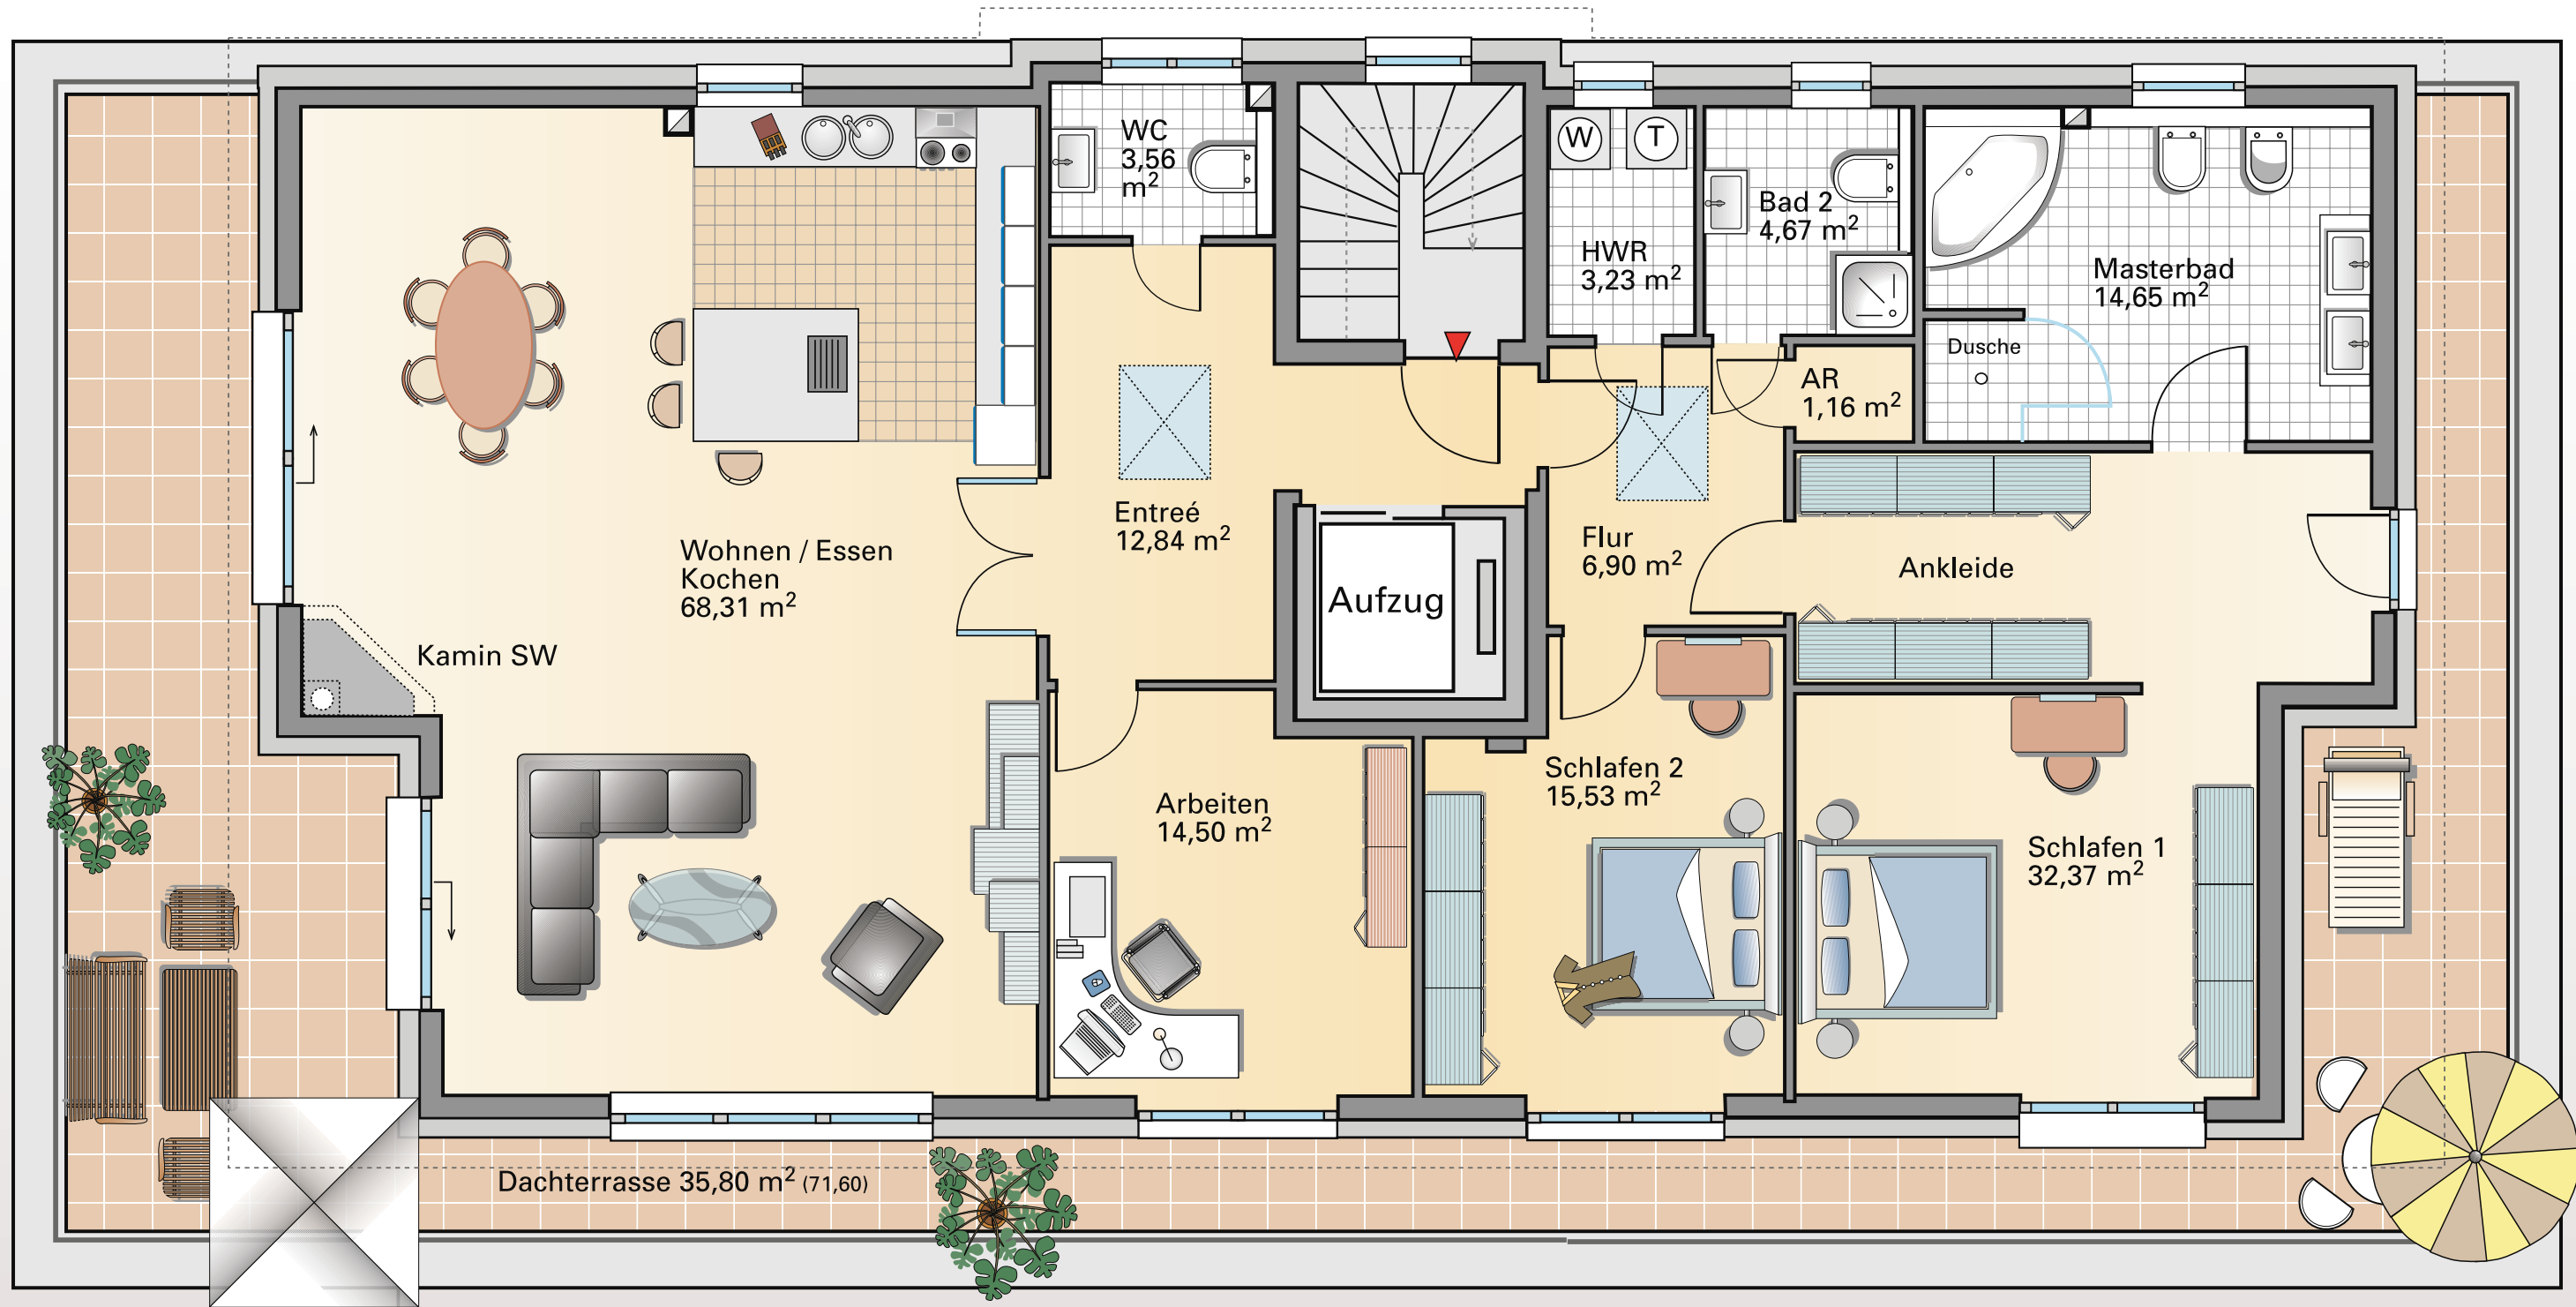 WC
3,56
m²
W
T
HWR
3,23 m²
Bad 2
4,67 m²
Masterbad
14,65 m²
Dusche
AR
1,16 m²
Wohnen / Essen
Kochen
68,31 m²
Entreé
12,84 m²
Aufzug
Flur
6,90 m²
Ankleide
Kamin SW
Arbeiten
14,50 m²
Schlafen 2
15,53 m²
Schlafen 1
32,37 m²
Dachterrasse 35,80 m² (71,60)